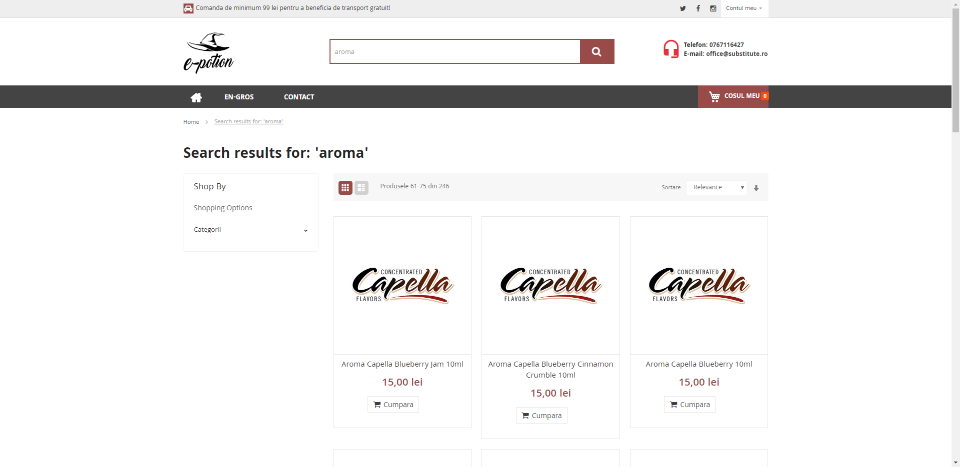 Comanda de minimum 99 lei pentru a beneficia de transport gratuit!
Contul meu
e-potion
aroma
Telefon: 0767116427
E-mail: office@substitute.ro
EN-GROS
CONTACT
COSUL MEU 0
Home > Search results for: 'aroma'
Search results for: 'aroma'
Shop By
Shopping Options
Categorii
Produsele 61-75 din 246
Sortare
Relevance
CONCENTRATED
Capella
FLAVORS
CONCENTRATED
Capella
FLAVORS
CONCENTRATED
Capella
FLAVORS
Aroma Capella Blueberry Jam 10ml
15,00 lei
Cumpara
Aroma Capella Blueberry Cinnamon
Crumble 10ml
15,00 lei
Cumpara
Aroma Capella Blueberry 10ml
15,00 lei
Cumpara